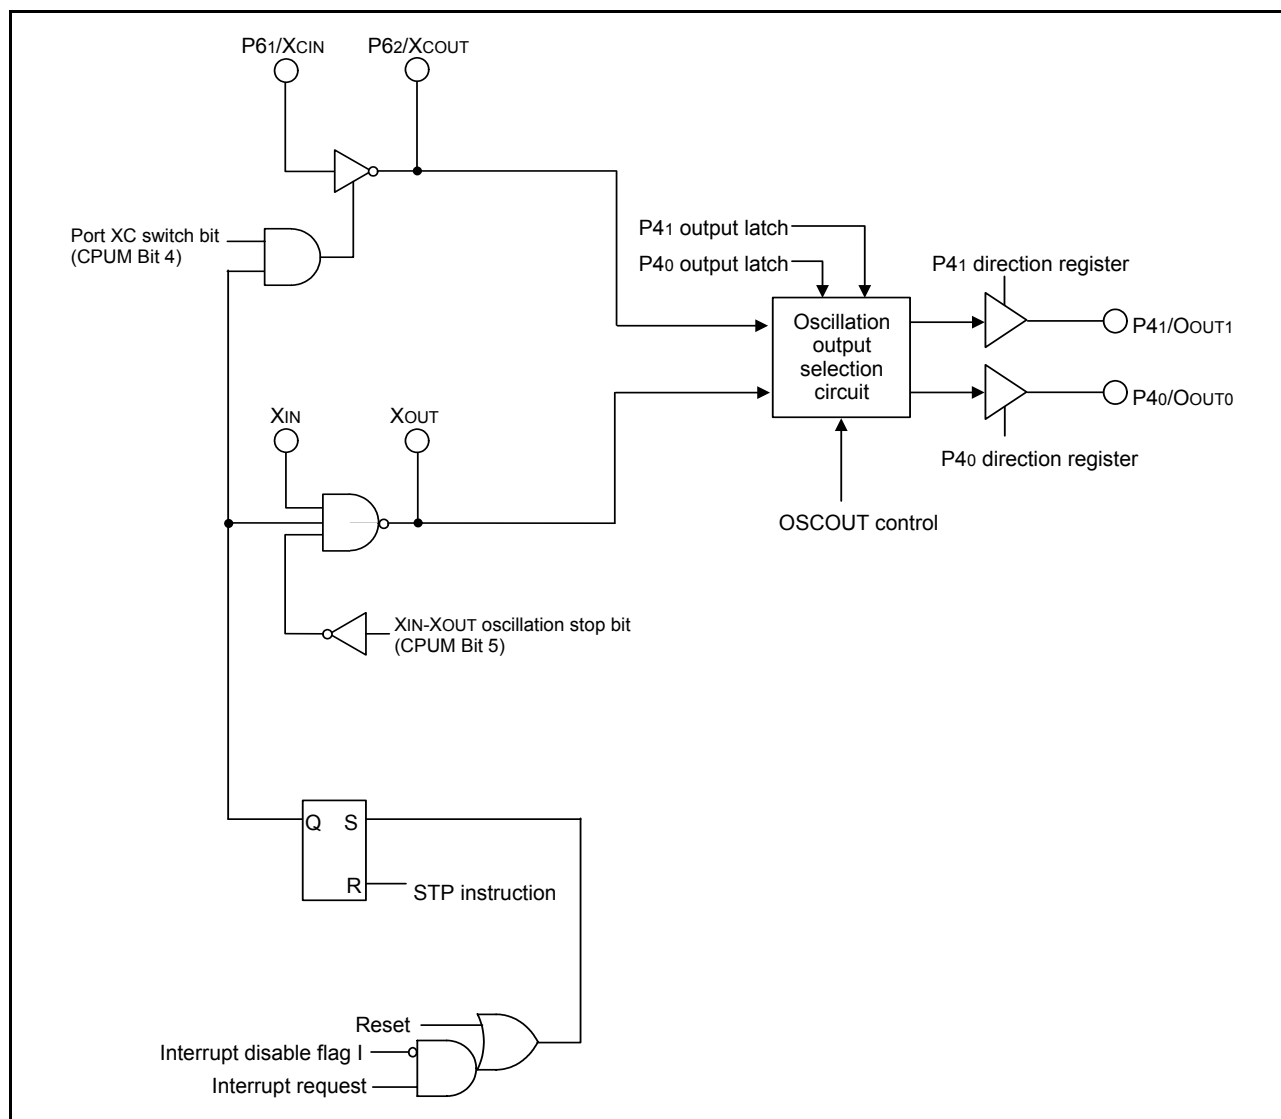 P61/XCIN
P62/XCOUT
Port XC switch bit
(CPUM Bit 4)
P41 output latch
P40 output latch
P41 direction register
Oscillation
output
selection
circuit
P41/OOUT1
P40/OOUT0
P40 direction register
OSCOUT control
XIN
XOUT
XIN-XOUT oscillation stop bit
(CPUM Bit 5)
Q
S
R
STP instruction
Reset
Interrupt disable flag I
Interrupt request